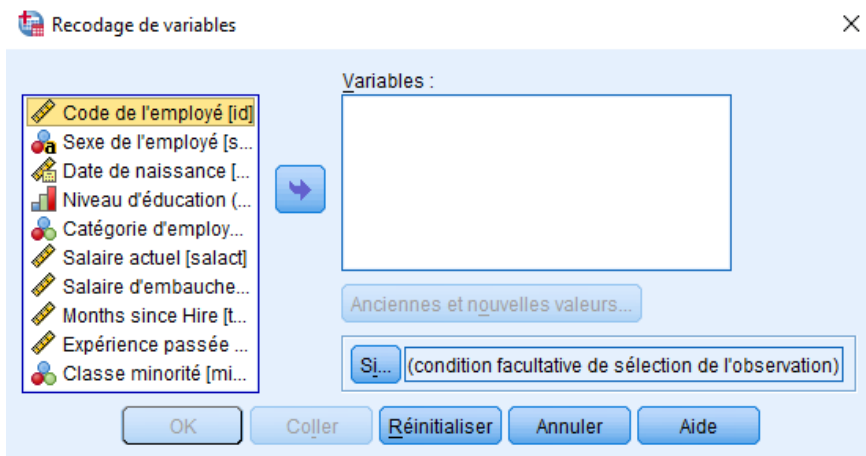 Recodage de variables
Variables :
Code de l'employé [id]
Sexe de l'employé [s...
Date de naissance [...
Niveau d'éducation (...
Catégorie d'employ...
Salaire actuel [salact]
Salaire d'embauche...
Months since Hire [t...
Expérience passée ...
Classe minorité [mi...
Anciennes et nouvelles valeurs...
Si... (condition facultative de sélection de l'observation)
OK Coller Réinitialiser Annuler Aide